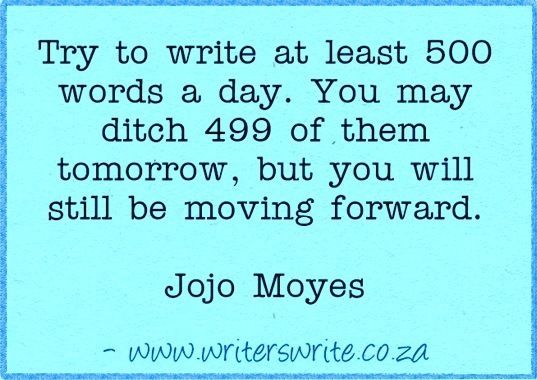 Try to write at least 500
words a day. You may
ditch 499 of them
tomorrow, but you will
still be moving forward.
Jojo Moyes
- www.writerswrite.co.za